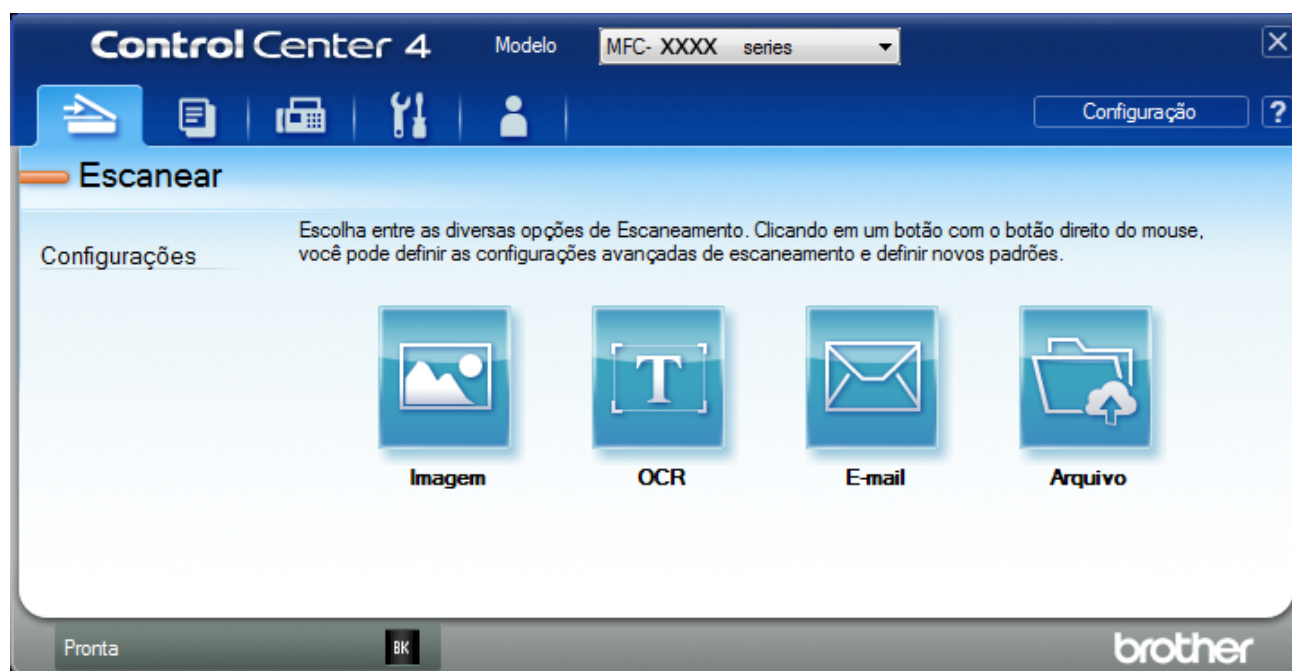 Control Center 4 Modelo MFC- XXXX series
Configuração ?
Escanear
Configurações
Escolha entre as diversas opções de Escaneamento. Clicando em um botão com o botão direito do mouse,
você pode definir as configurações avançadas de escaneamento e definir novos padrões.
T
Imagem OCR E-mail Arquivo
Pronta BK brother